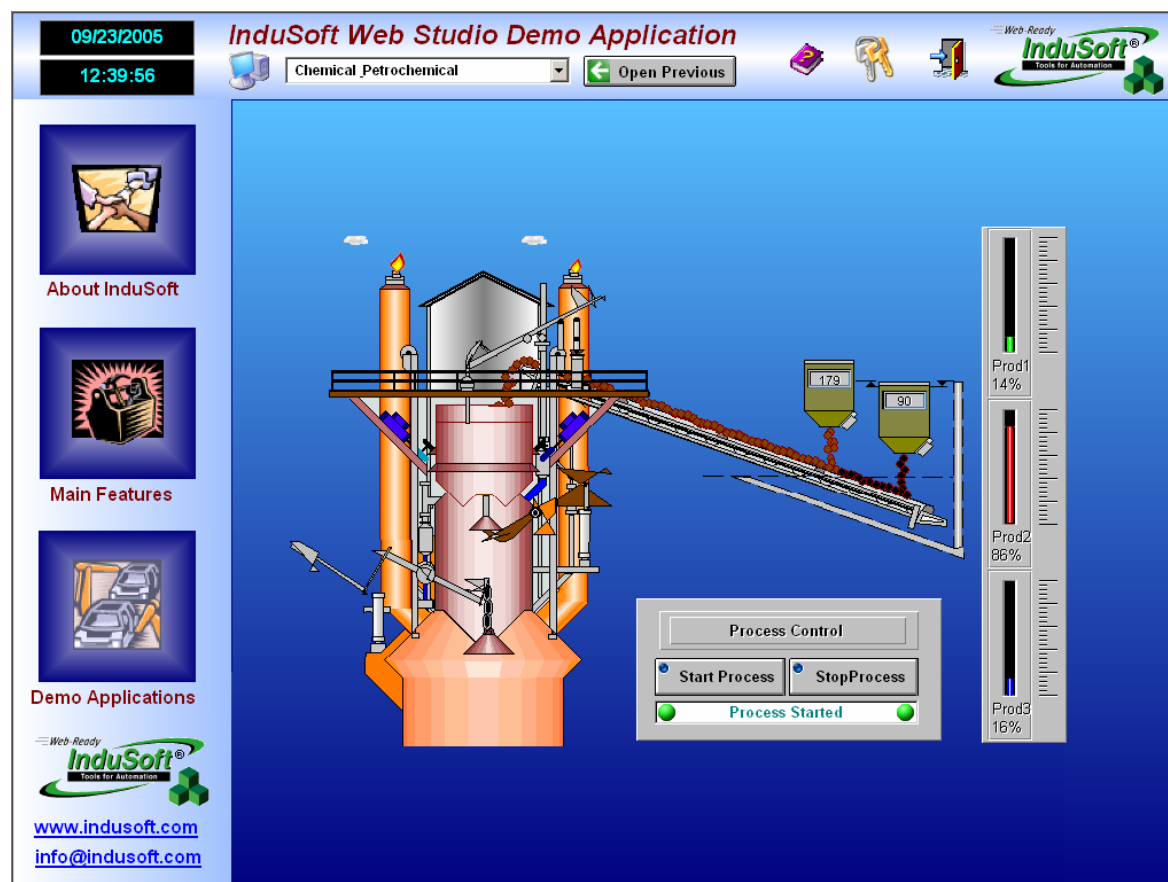 09/23/2005
12:39:56
InduSoft Web Studio Demo Application
Chemical_Petrochemical
Open Previous
?
Web-Ready
InduSoft®
Tools for Automation
About InduSoft
Main Features
Demo Applications
Web-Ready
InduSoft®
Tools for Automation
www.indusoft.com
info@indusoft.com
179
90
Prod1
14%
Prod2
86%
Prod3
16%
Process Control
Start Process
StopProcess
Process Started